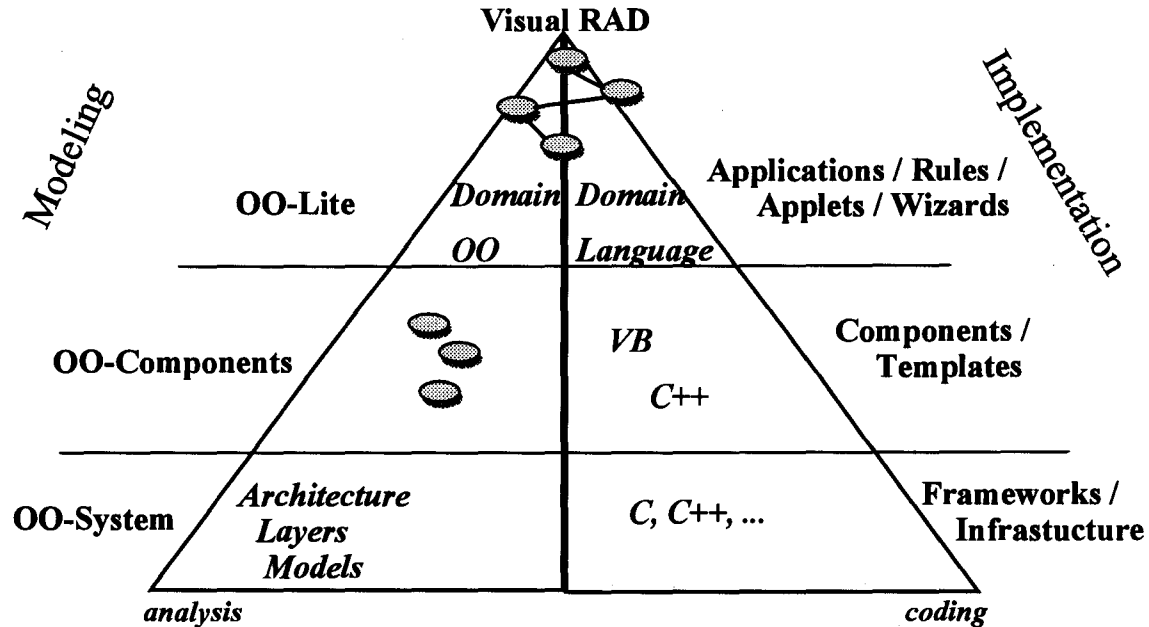 Visual RAD
Modeling
Implementation
OO-Lite
Domain
OO
Domain
Language
Applications / Rules /
Applets / Wizards
OO-Components
VB
C++
Components /
Templates
OO-System
Architecture
Layers
Models
C, C++, ...
Frameworks /
Infrastucture
analysis
coding